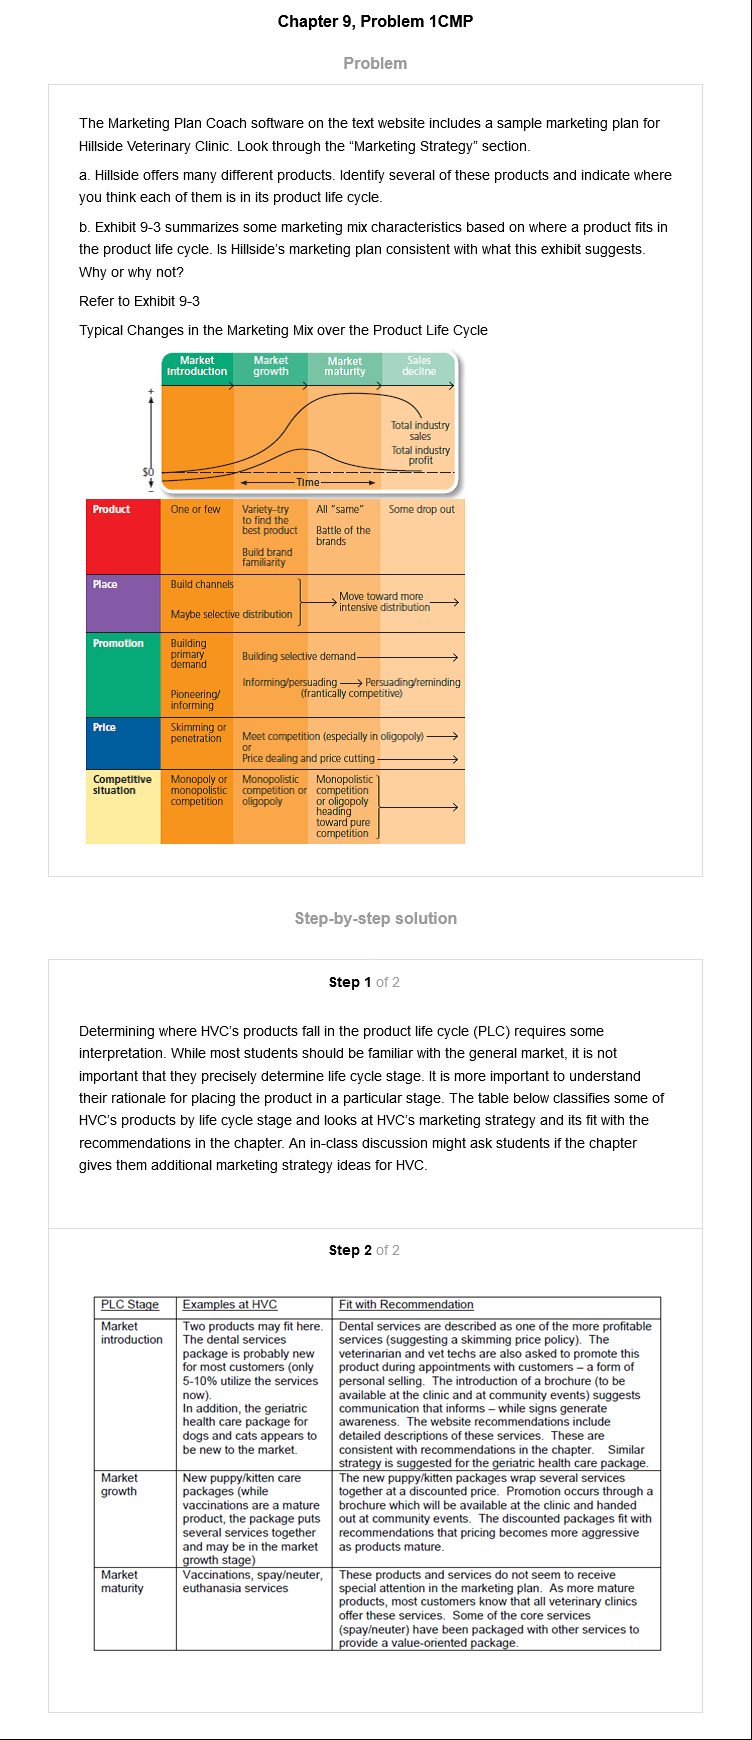 Chapter 9, Problem 1CMP
Problem
The Marketing Plan Coach software on the text website includes a sample marketing plan for
Hillside Veterinary Clinic. Look through the “Marketing Strategy” section.
a. Hillside offers many different products. Identify several of these products and indicate where
you think each of them is in its product life cycle.
b. Exhibit 9-3 summarizes some marketing mix characteristics based on where a product fits in
the product life cycle. Is Hillside’s marketing plan consistent with what this exhibit suggests.
Why or why not?
Refer to Exhibit 9-3
Typical Changes in the Marketing Mix over the Product Life Cycle
Market
introduction
Market
growth
Market
maturity
Sales
decline
+
$0
–
Total industry
sales
Total industry
profit
Time
Product
One or few
Variety–try
to find the
best product
Build brand
familiarity
All “same”
Battle of the
brands
Some drop out
Place
Build channels
Maybe selective distribution
Move toward more
intensive distribution
Promotion
Building
primary
demand
Pioneering/
informing
Building selective demand
Informing/persuading
Persuading/reminding
(frantically competitive)
Price
Skimming or
penetration
Meet competition (especially in oligopoly)
or
Price dealing and price cutting
Competitive
situation
Monopoly or
monopolistic
competition
Monopolistic
competition or
oligopoly
Monopolistic
competition
or oligopoly
heading
toward pure
competition
Step-by-step solution
Step 1 of 2
Determining where HVC’s products fall in the product life cycle (PLC) requires some
interpretation. While most students should be familiar with the general market, it is not
important that they precisely determine life cycle stage. It is more important to understand
their rationale for placing the product in a particular stage. The table below classifies some of
HVC’s products by life cycle stage and looks at HVC’s marketing strategy and its fit with the
recommendations in the chapter. An in-class discussion might ask students if the chapter
gives them additional marketing strategy ideas for HVC.
Step 2 of 2
PLC Stage
Examples at HVC
Fit with Recommendation
Market
introduction
Two products may fit here.
The dental services
package is probably new
for most customers (only
5-10% utilize the services
now).
In addition, the geriatric
health care package for
dogs and cats appears to
be new to the market.
Dental services are described as one of the more profitable
services (suggesting a skimming price policy). The
veterinarian and vet techs are also asked to promote this
product during appointments with customers – a form of
personal selling. The introduction of a brochure (to be
available at the clinic and at community events) suggests
communication that informs – while signs generate
awareness. The website recommendations include
detailed descriptions of these services. These are
consistent with recommendations in the chapter. Similar
strategy is suggested for the geriatric health care package.
Market
growth
New puppy/kitten care
packages (while
vaccinations are a mature
product, the package puts
several services together
and may be in the market
growth stage)
The new puppy/kitten packages wrap several services
together at a discounted price. Promotion occurs through a
brochure which will be available at the clinic and handed
out at community events. The discounted packages fit with
recommendations that pricing becomes more aggressive
as products mature.
Market
maturity
Vaccinations, spay/neuter,
euthanasia services
These products and services do not seem to receive
special attention in the marketing plan. As more mature
products, most customers know that all veterinary clinics
offer these services. Some of the core services
(spay/neuter) have been packaged with other services to
provide a value-oriented package.